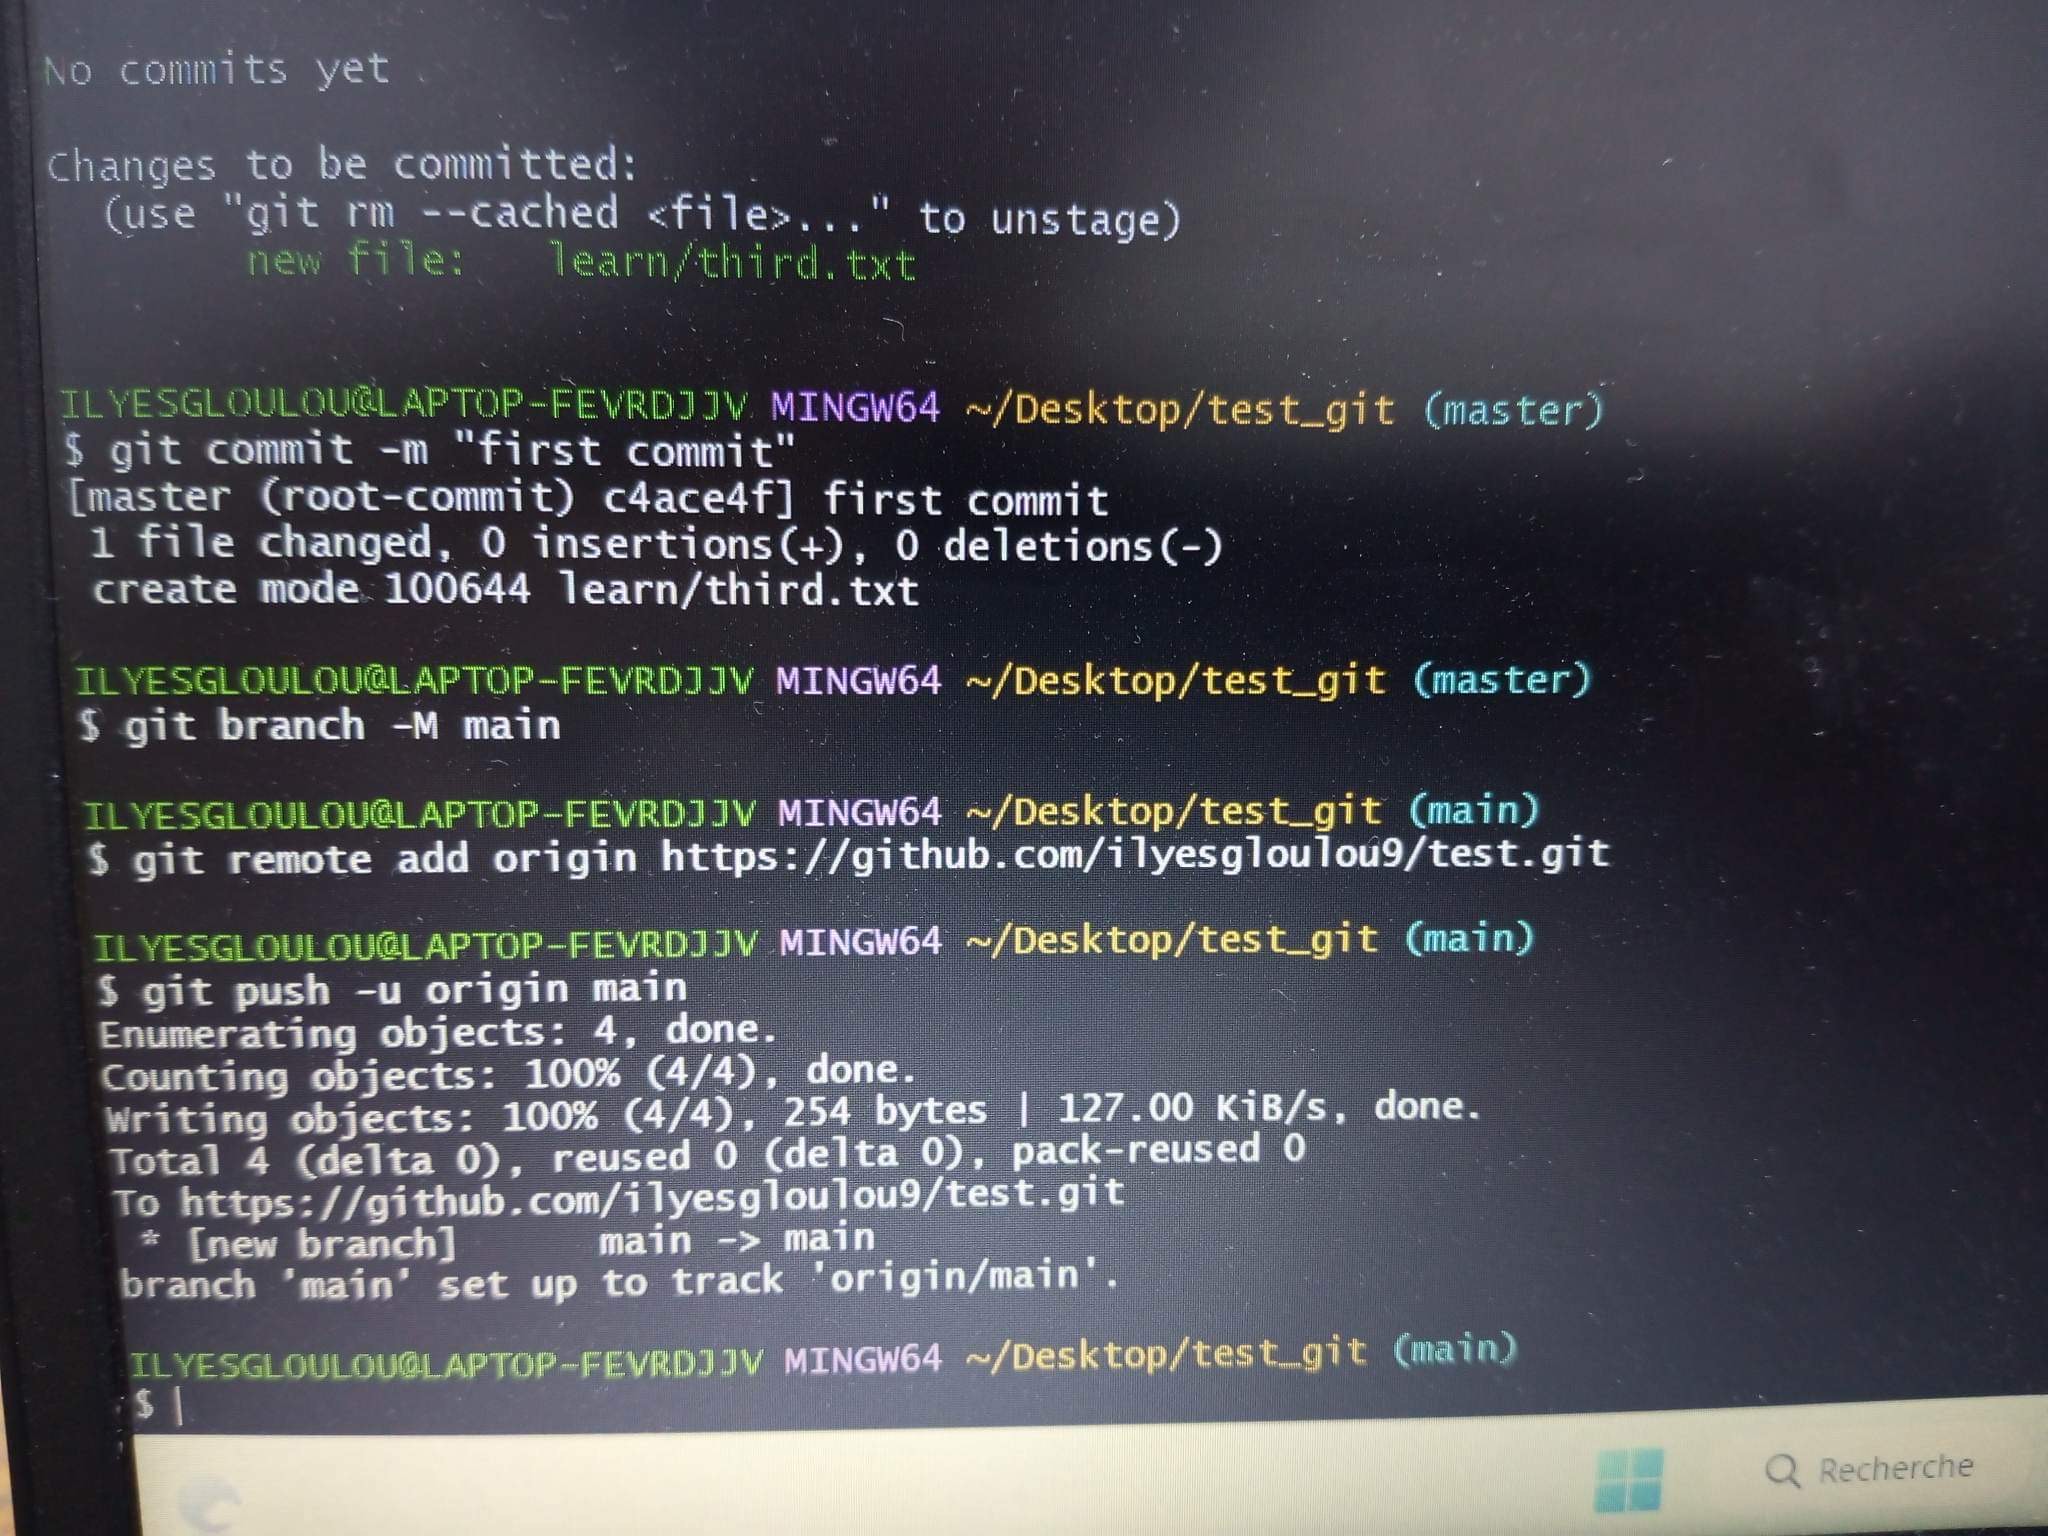 No commits yet
Changes to be committed:
(use "git rm --cached <file>..." to unstage)
new file: learn/third.txt
ILYESGLOULOU@LAPTOP-FEVRDJJV MINGW64 ~/Desktop/test_git (master)
$ git commit -m "first commit"
[master (root-commit) c4ace4f] first commit
1 file changed, 0 insertions(+), 0 deletions(-)
create mode 100644 learn/third.txt
ILYESGLOULOU@LAPTOP-FEVRDJJV MINGW64 ~/Desktop/test_git (master)
$ git branch -M main
ILYESGLOULOU@LAPTOP-FEVRDJJV MINGW64 ~/Desktop/test_git (main)
$ git remote add origin https://github.com/ilyesgloulou9/test.git
ILYESGLOULOU@LAPTOP-FEVRDJJV MINGW64 ~/Desktop/test_git (main)
$ git push -u origin main
Enumerating objects: 4, done.
Counting objects: 100% (4/4), done.
Writing objects: 100% (4/4), 254 bytes | 127.00 KiB/s, done.
Total 4 (delta 0), reused 0 (delta 0), pack-reused 0
To https://github.com/ilyesgloulou9/test.git
* [new branch] main -> main
branch 'main' set up to track 'origin/main'.
ILYESGLOULOU@LAPTOP-FEVRDJJV MINGW64 ~/Desktop/test_git (main)
$
Recherche